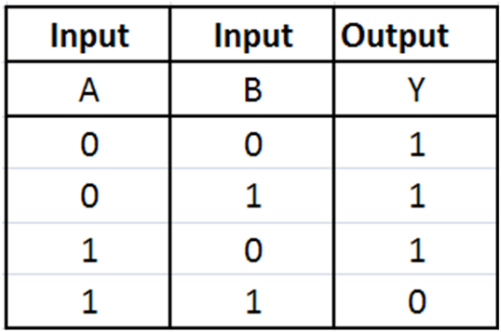 Input Input Output
A B Y
0 0 1
0 1 1
1 0 1
1 1 0